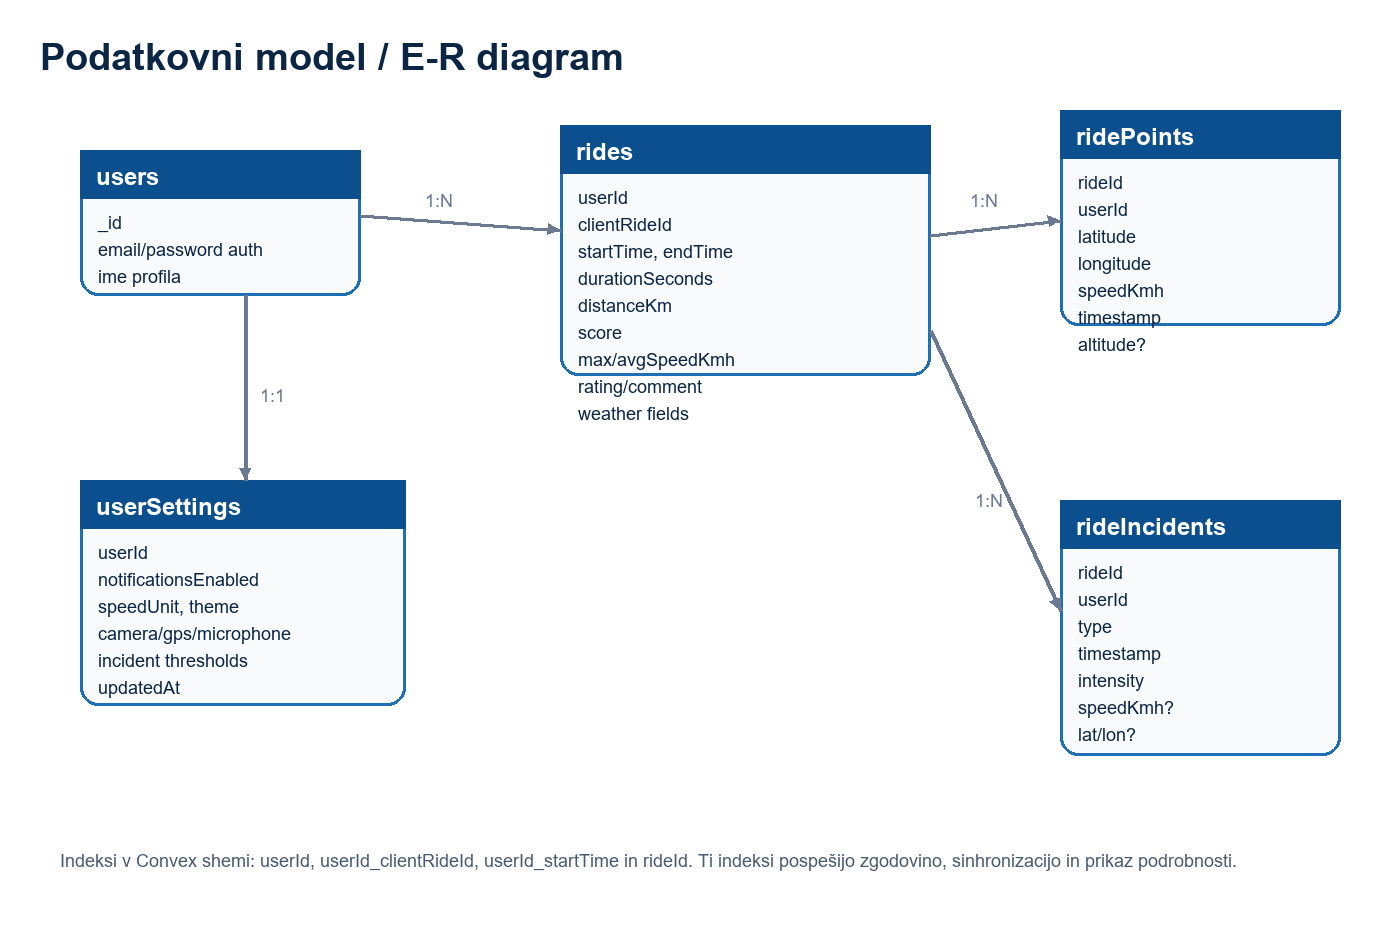 Podatkovni model / E-R diagram
users
_id
email/password auth
ime profila
1:N
rides
userId
clientRideId
startTime, endTime
durationSeconds
distanceKm
score
max/avgSpeedKmh
rating/comment
weather fields
1:N
ridePoints
rideId
userId
latitude
longitude
speedKmh
timestamp
altitude?
1:1
userSettings
userId
notificationsEnabled
speedUnit, theme
camera/gps/microphone
incident thresholds
updatedAt
1:N
rideIncidents
rideId
userId
type
timestamp
intensity
speedKmh?
lat/lon?
Indeksi v Convex shemi: userId, userId_clientRideId, userId_startTime in rideId. Ti indeksi pospešijo zgodovino, sinhronizacijo in prikaz podrobnosti.